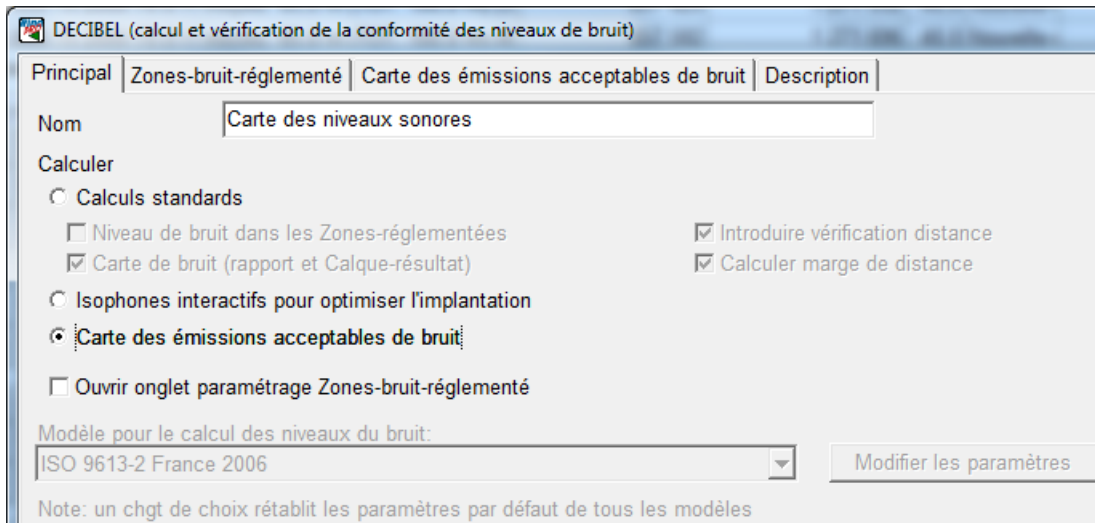 DECIBEL (calcul et vérification de la conformité des niveaux de bruit)
Principal Zones-bruit-réglementé Carte des émissions acceptables de bruit Description
Nom Carte des niveaux sonores
Calculer
Calculs standards
Niveau de bruit dans les Zones-réglementées Introduire vérification distance
Carte de bruit (rapport et Calque-résultat) Calculer marge de distance
Isophones interactifs pour optimiser l'implantation
Carte des émissions acceptables de bruit
Ouvrir onglet paramétrage Zones-bruit-réglementé
Modèle pour le calcul des niveaux du bruit:
ISO 9613-2 France 2006 Modifier les paramètres
Note: un chgt de choix rétablit les paramètres par défaut de tous les modèles